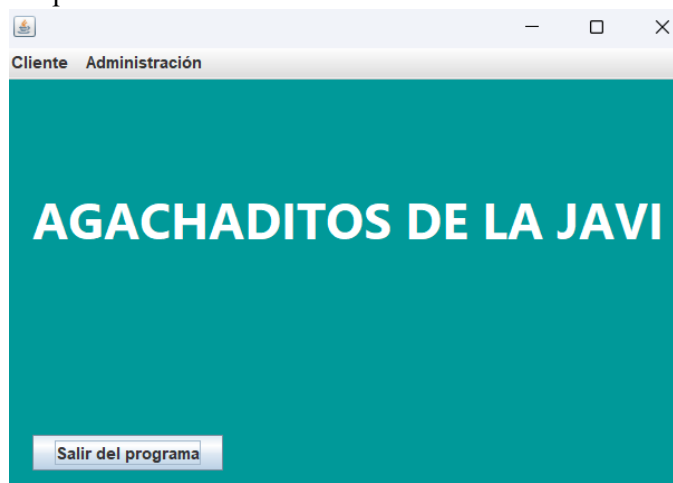 Cliente Administración
AGACHADITOS DE LA JAVI
Salir del programa